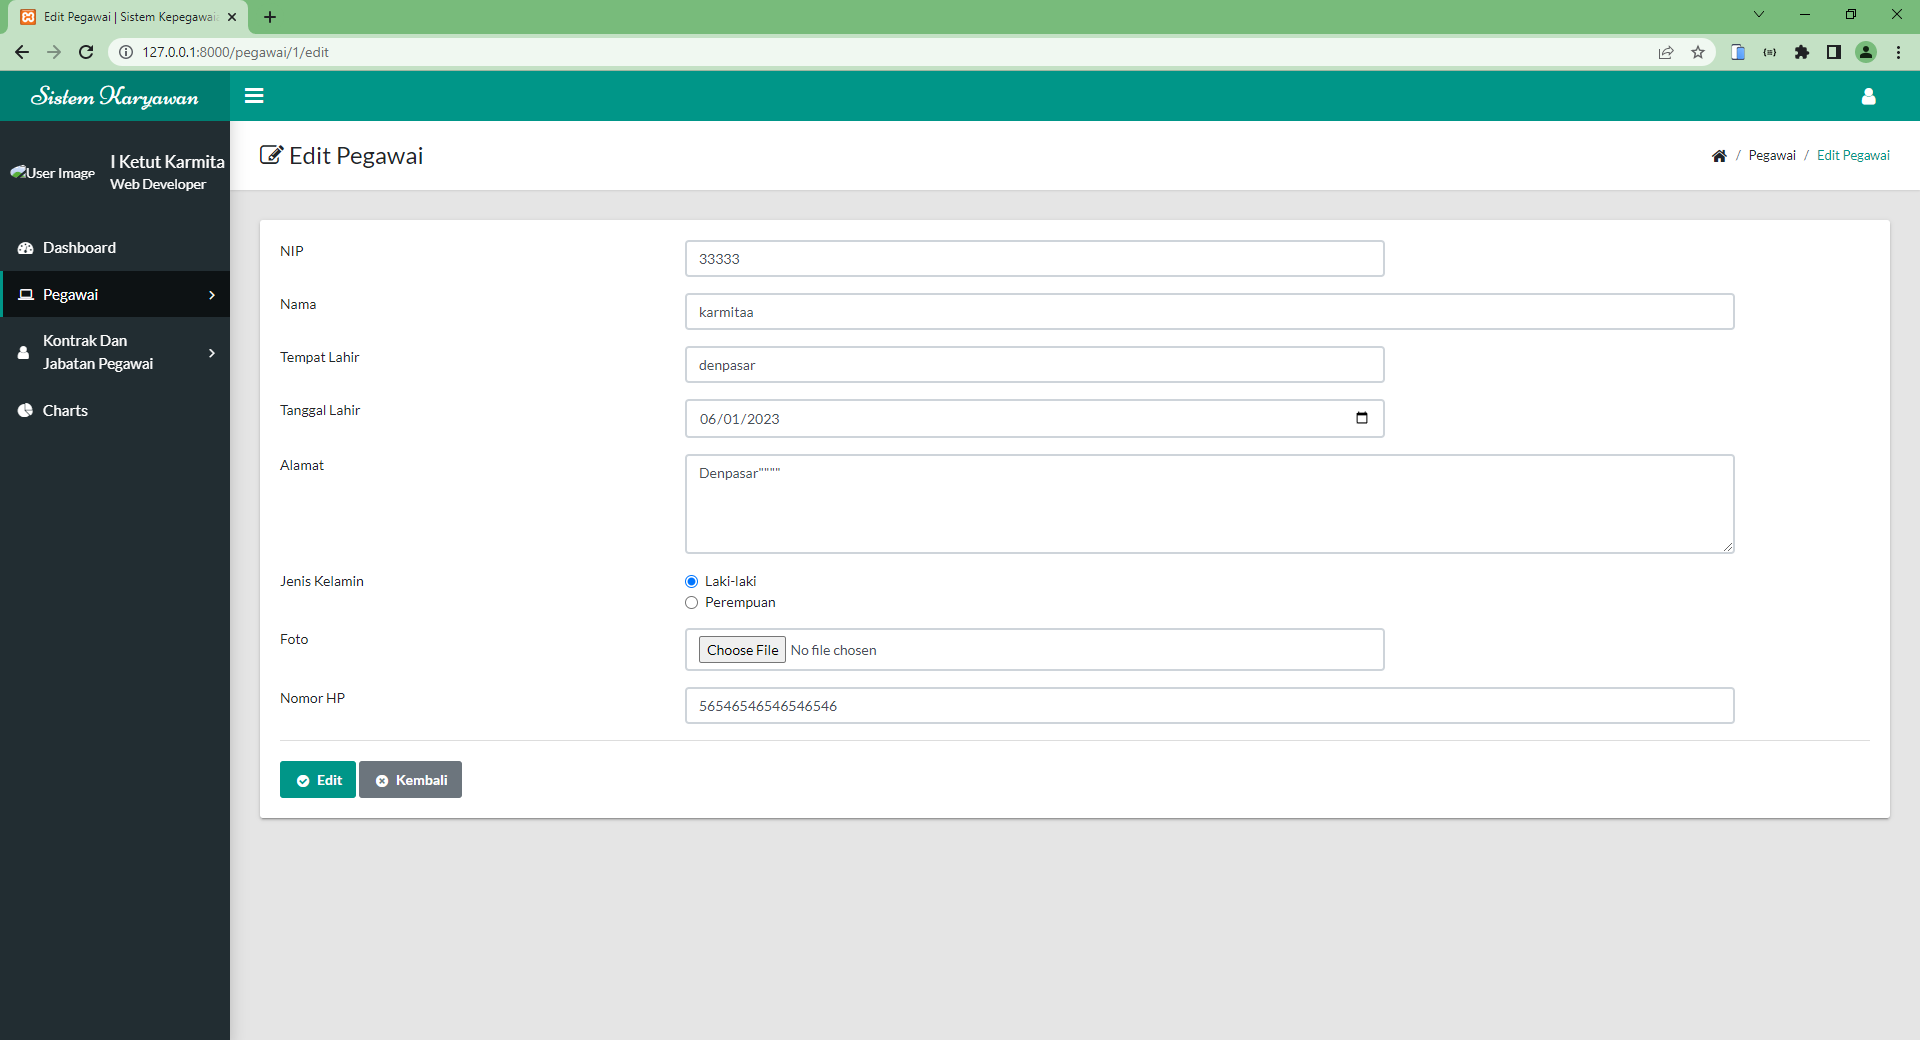 Edit Pegawai | Sistem Kepegawaia
127.0.0.1:8000/pegawai/1/edit
Sistem Karyawan
Edit Pegawai
/ Pegawai / Edit Pegawai
User Image
I Ketut Karmita
Web Developer
Dashboard
Pegawai
Kontrak Dan
Jabatan Pegawai
Charts
NIP
33333
Nama
karmitaa
Tempat Lahir
denpasar
Tanggal Lahir
06/01/2023
Alamat
Denpasar""""
Jenis Kelamin
Laki-laki
Perempuan
Foto
Choose File No file chosen
Nomor HP
56546546546546546
Edit
Kembali